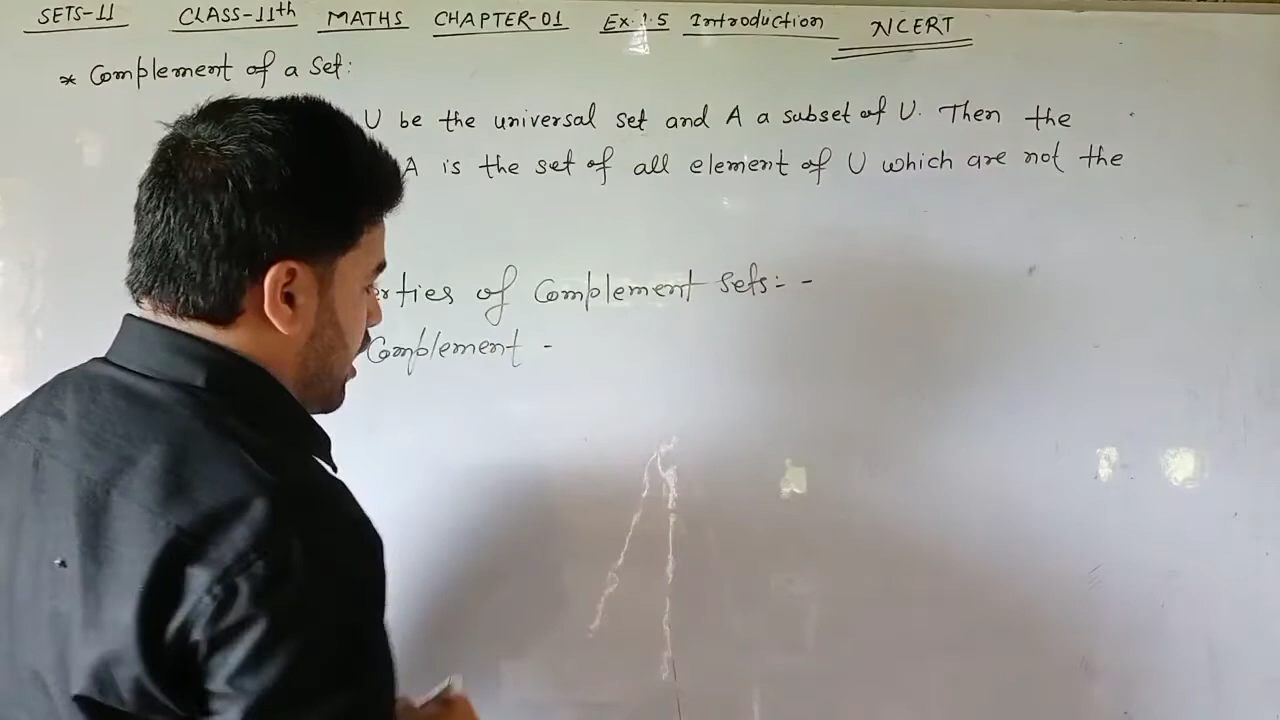 SETS-11 CLASS-11th MATHS CHAPTER-01 Ex. 1.5 Introduction NCERT
* Complement of a Set:
U be the universal set and A a subset of U. Then the
A is the set of all element of U which are not the
rties of Complement Sets:-
Complement -